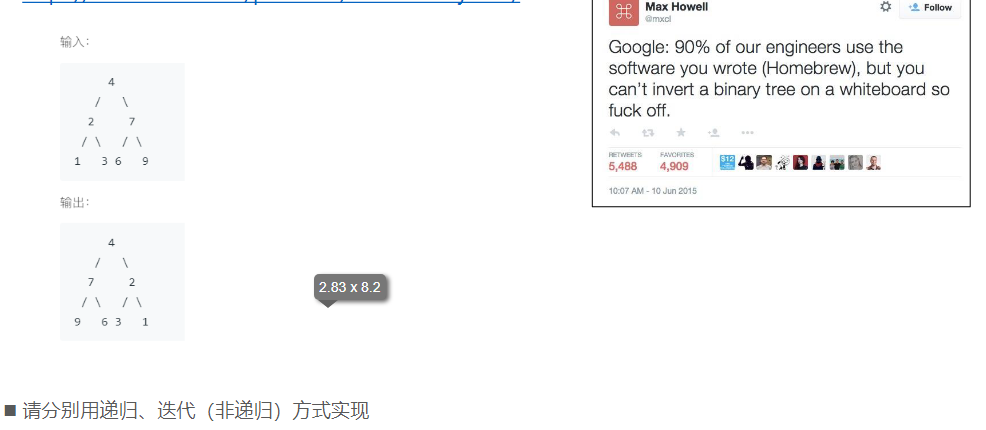 输入:
4
/ \
2 7
/ \ / \
1 3 6 9
输出:
4
/ \
7 2
/ \ / \
9 6 3 1
2.83 x 8.2
Max Howell
@mxcl
Follow
Google: 90% of our engineers use the
software you wrote (Homebrew), but you
can't invert a binary tree on a whiteboard so
fuck off.
RETWEETS FAVORITES
5,488 4,909
$12
10:07 AM - 10 Jun 2015
■ 请分别用递归、迭代（非递归）方式实现